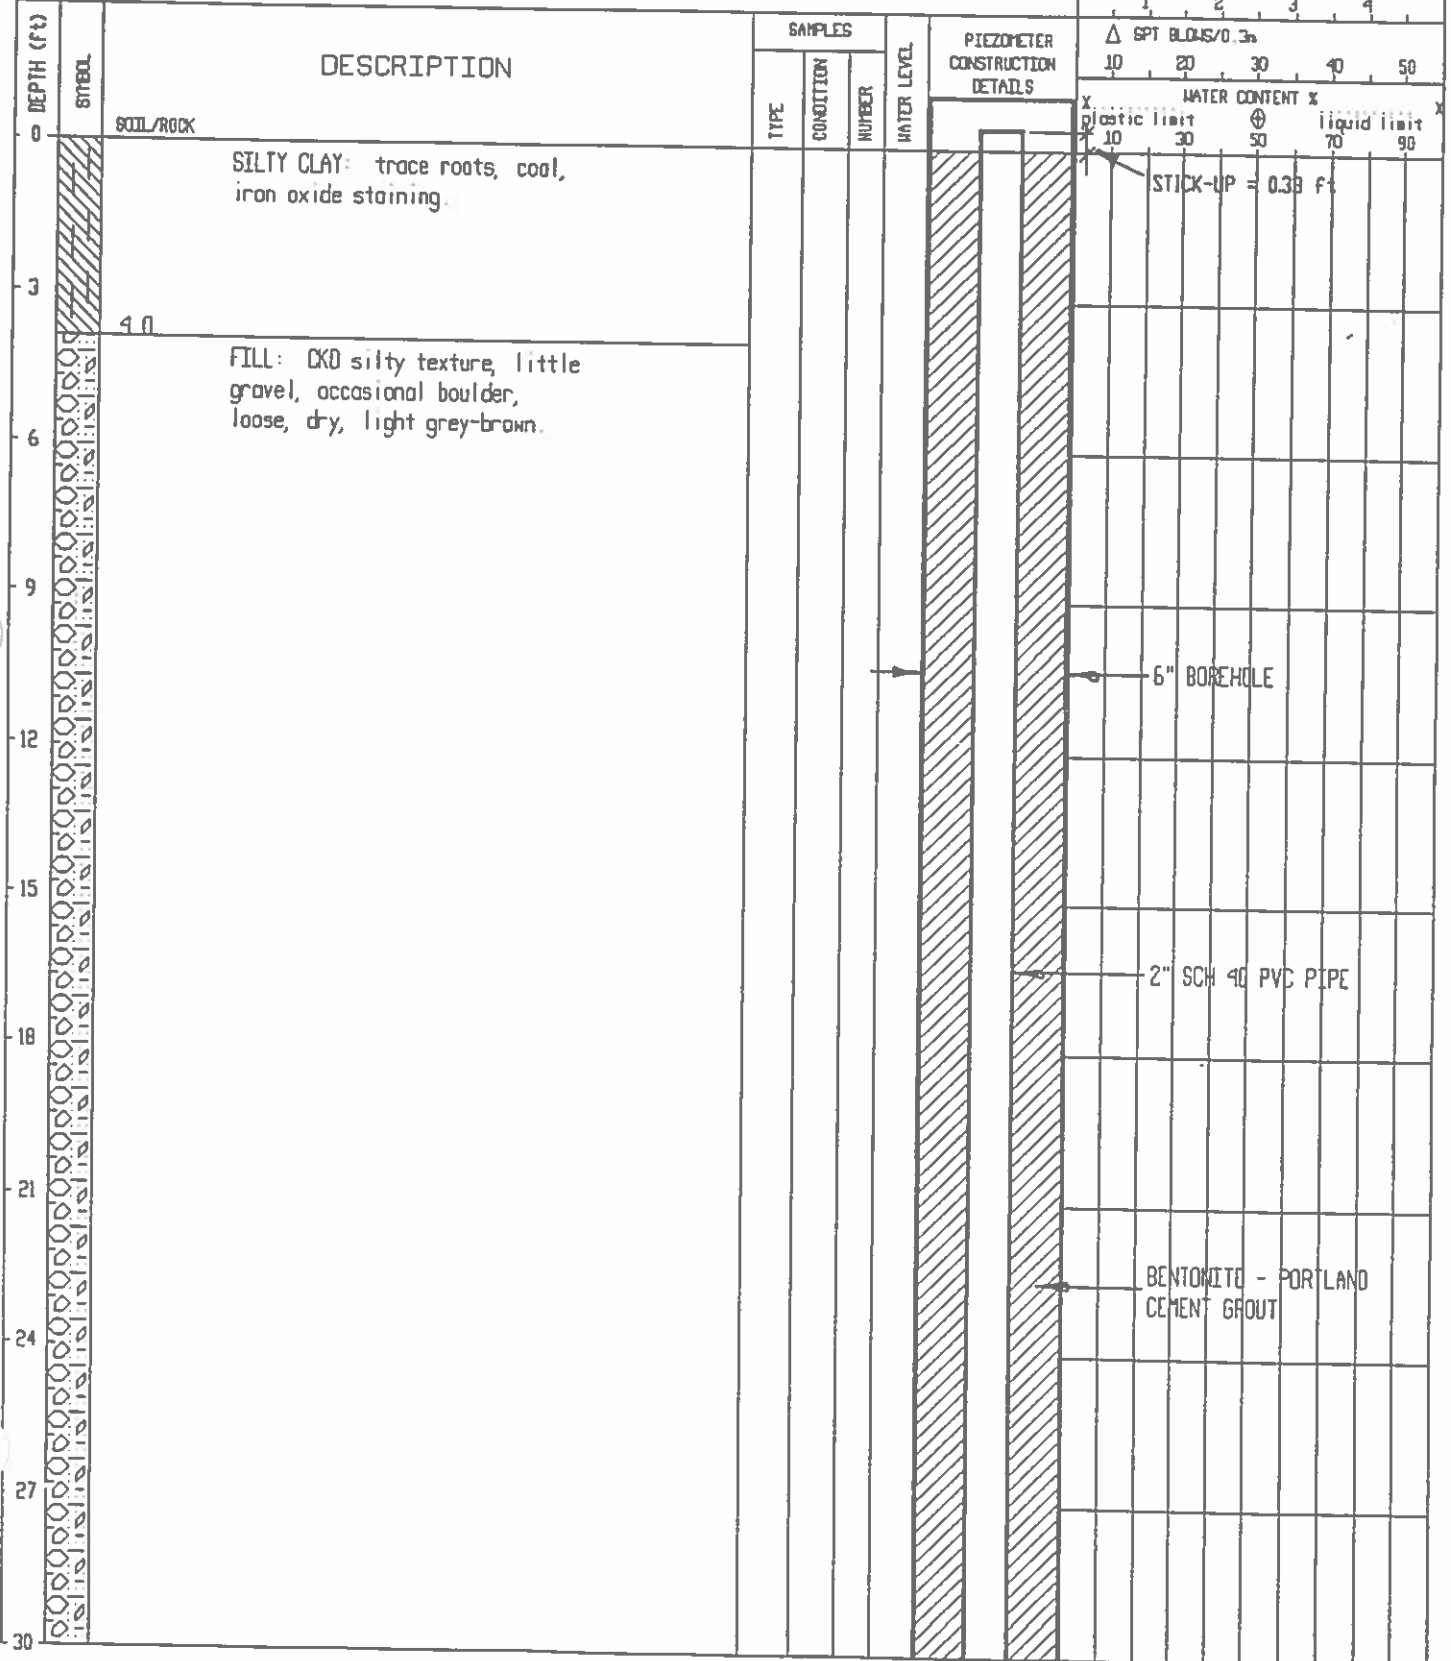 1 2 3 4
DEPTH (ft)
SYMBOL
DESCRIPTION
SOIL/ROCK
SAMPLES
TYPE
CONDITION
NUMBER
WATER LEVEL
PIEZOMETER
CONSTRUCTION
DETAILS
Δ SPT BLOWS/0.3m
10 20 30 40 50
WATER CONTENT %
X X
plastic limit ⊕ liquid limit
10 30 50 70 90
0
SILTY CLAY: trace roots, coal,
iron oxide staining.
STICK-UP = 0.33 ft
3
4.0
FILL: CKD silty texture, little
gravel, occasional boulder,
loose, dry, light grey-brown.
6
9
6" BOREHOLE
12
15
2" SCH 40 PVC PIPE
18
21
BENTONITE - PORTLAND
CEMENT GROUT
24
27
30